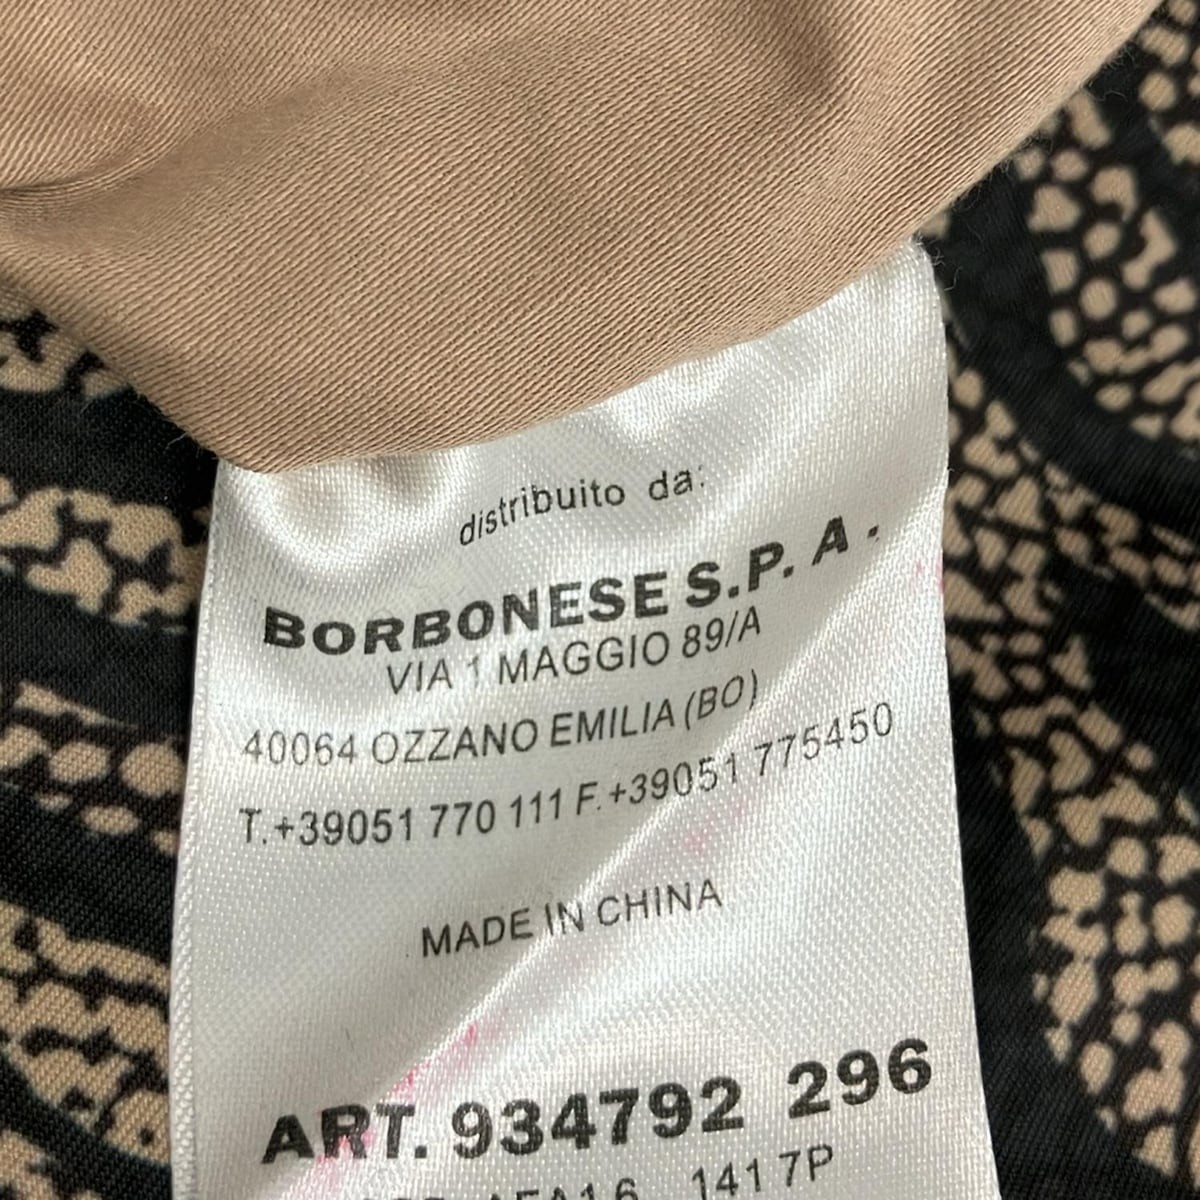 distribuito da:
BORBONESE S.P.A.
VIA 1 MAGGIO 89/A
40064 OZZANO EMILIA (BO)
T.+39051 770 111 F.+39051 775450
MADE IN CHINA
ART. 934792 296
1417P